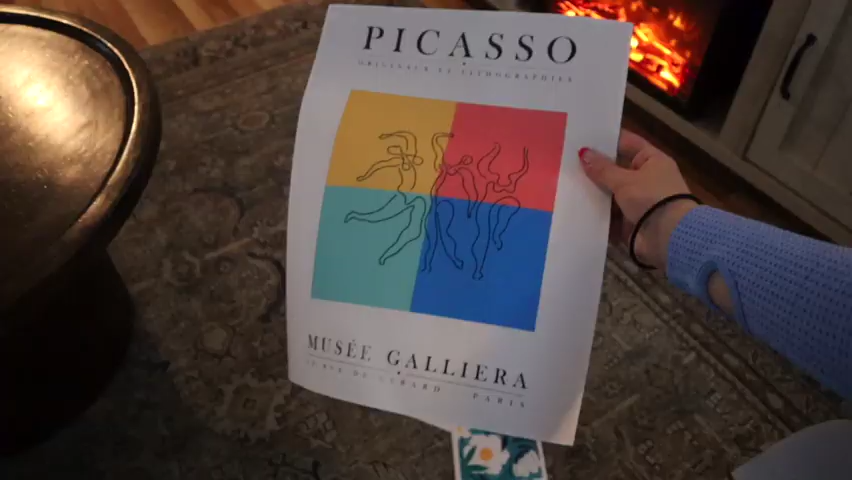 PICASSO
ORIGINAUX ET LITHOGRAPHIES
MUSÉE GALLIERA
PARIS